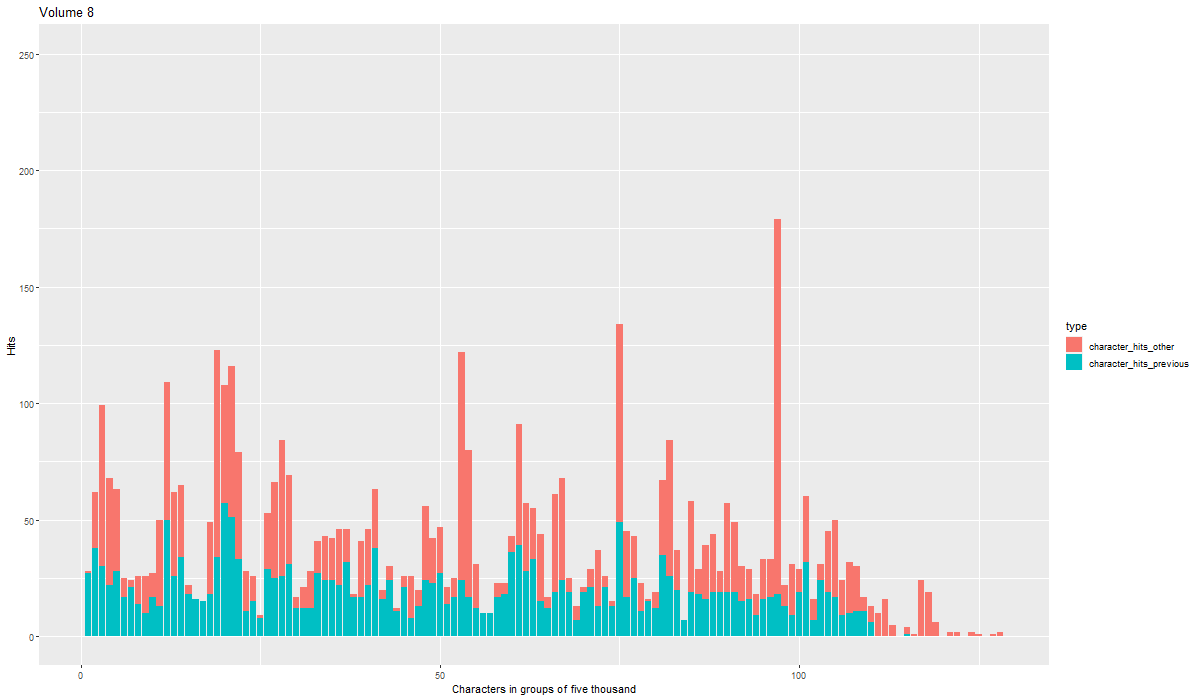 Volume 8
250
200
150
100
50
0
Hits
0
50
100
Characters in groups of five thousand
type
character_hits_other
character_hits_previous